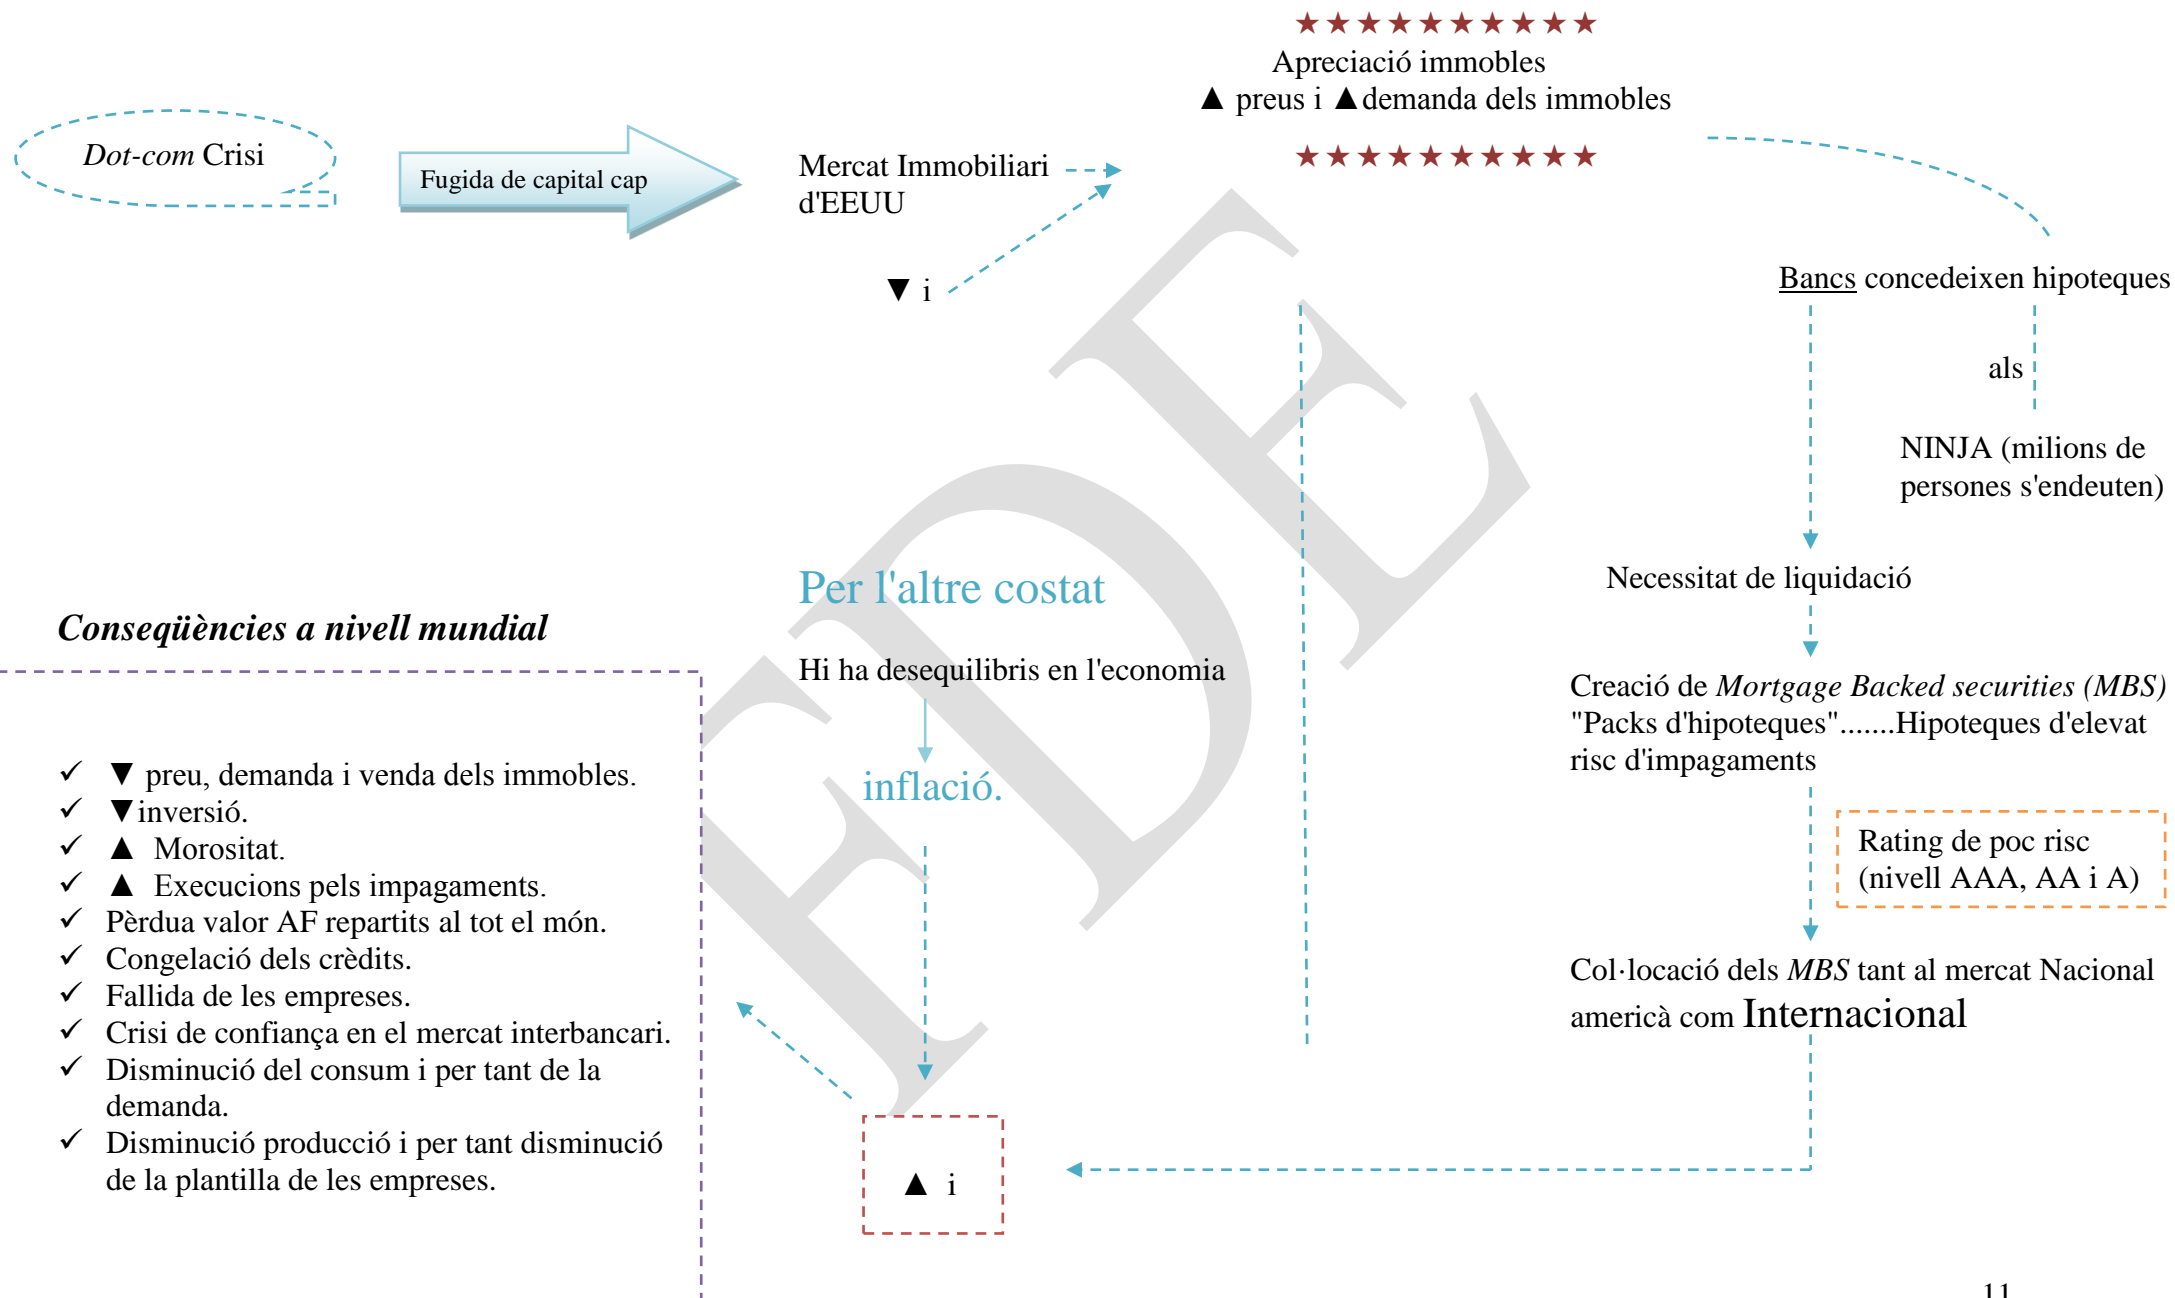 ★★★★★★★★★★
Apreciació immobles
▲ preus i ▲demanda dels immobles
★★★★★★★★★★
Dot-com Crisi
Fugida de capital cap
Mercat Immobiliari
d'EEUU
▼ i
Bancs concedeixen hipoteques
als
NINJA (milions de
persones s'endeuten)
Necessitat de liquidació
Creació de Mortgage Backed securities (MBS)
"Packs d'hipoteques".......Hipoteques d'elevat
risc d'impagaments
Rating de poc risc
(nivell AAA, AA i A)
Col·locació dels MBS tant al mercat Nacional
americà com Internacional
Per l'altre costat
Hi ha desequilibris en l'economia
inflació.
▲ i
Conseqüències a nivell mundial
✓ ▼ preu, demanda i venda dels immobles.
✓ ▼inversió.
✓ ▲ Morositat.
✓ ▲ Execucions pels impagaments.
✓ Pèrdua valor AF repartits al tot el món.
✓ Congelació dels crèdits.
✓ Fallida de les empreses.
✓ Crisi de confiança en el mercat interbancari.
✓ Disminució del consum i per tant de la
demanda.
✓ Disminució producció i per tant disminució
de la plantilla de les empreses.
FDE
11